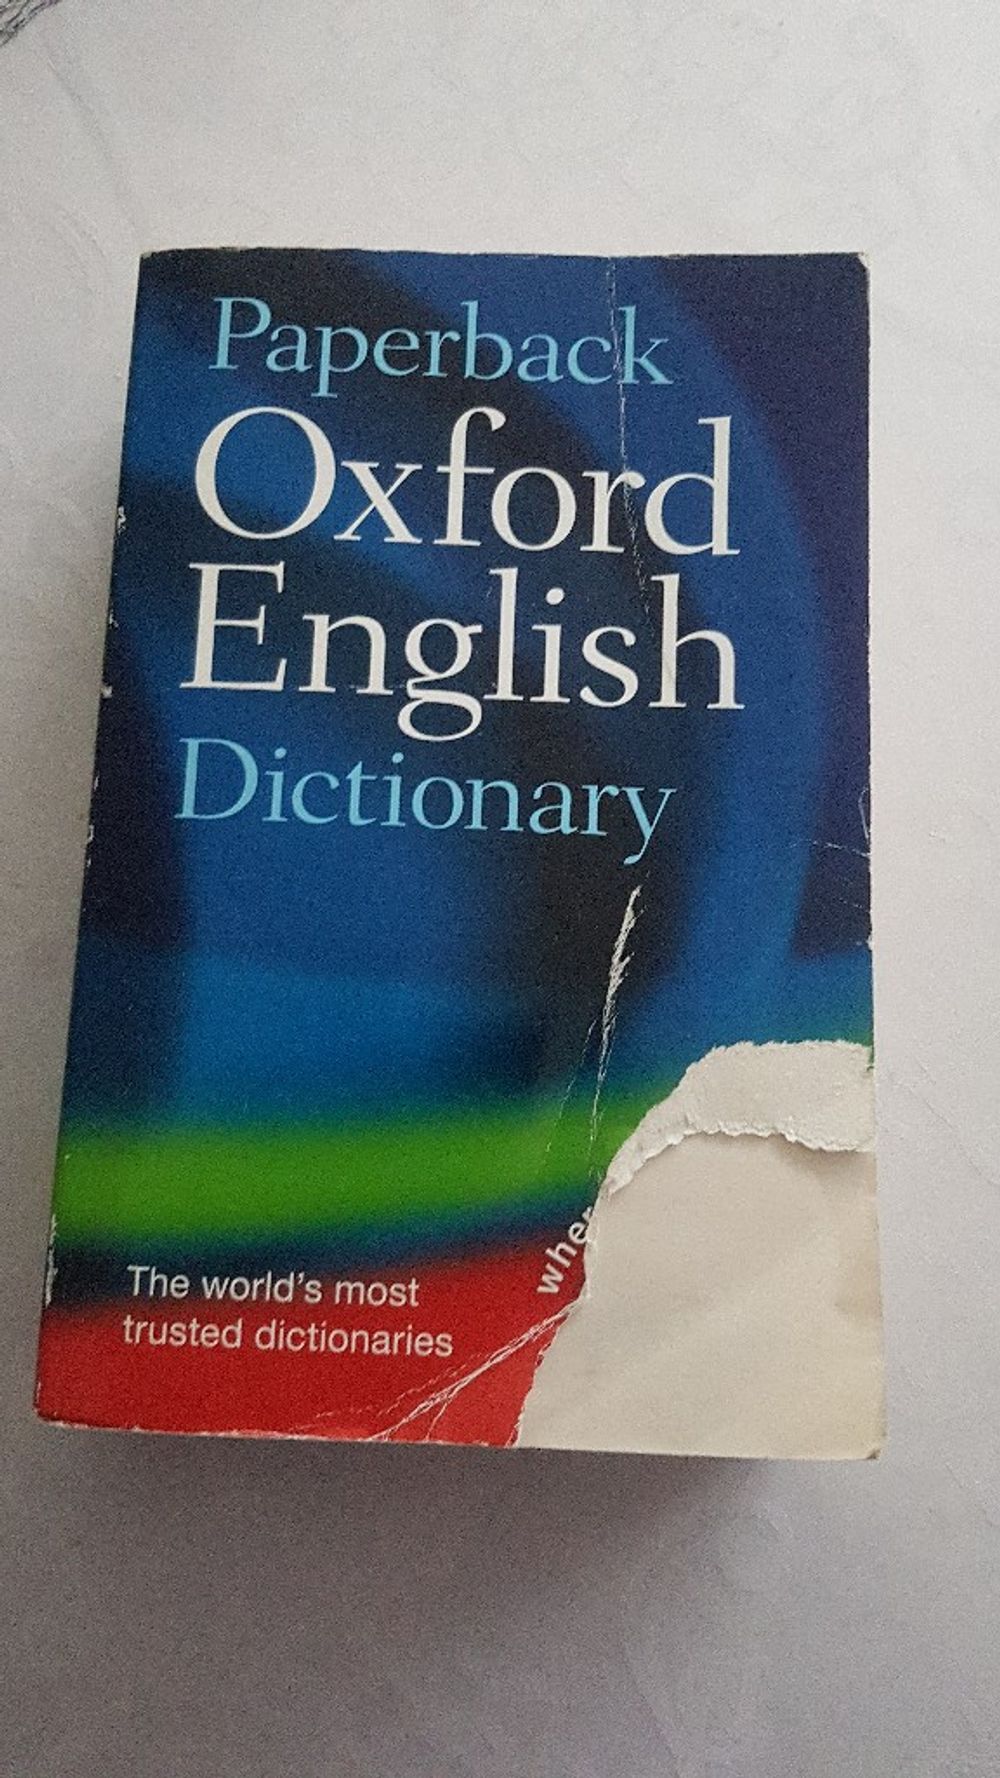 Paperback
Oxford
English
Dictionary
The world's most
trusted dictionaries